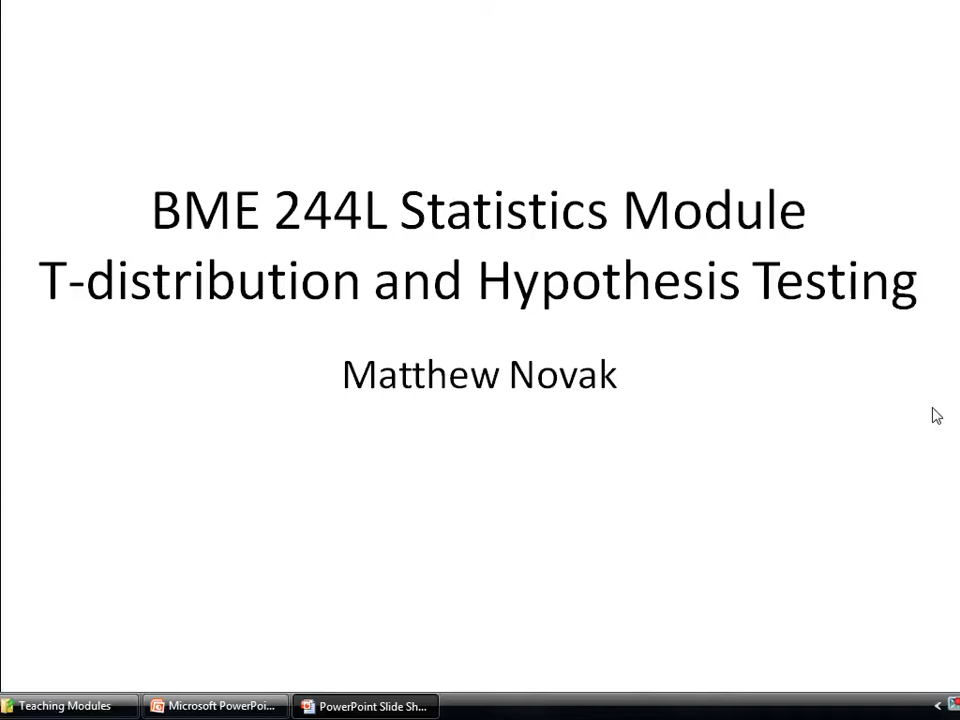 BME 244L Statistics Module
T-distribution and Hypothesis Testing
Matthew Novak
Teaching Modules
Microsoft PowerPoi...
PowerPoint Slide Sh...